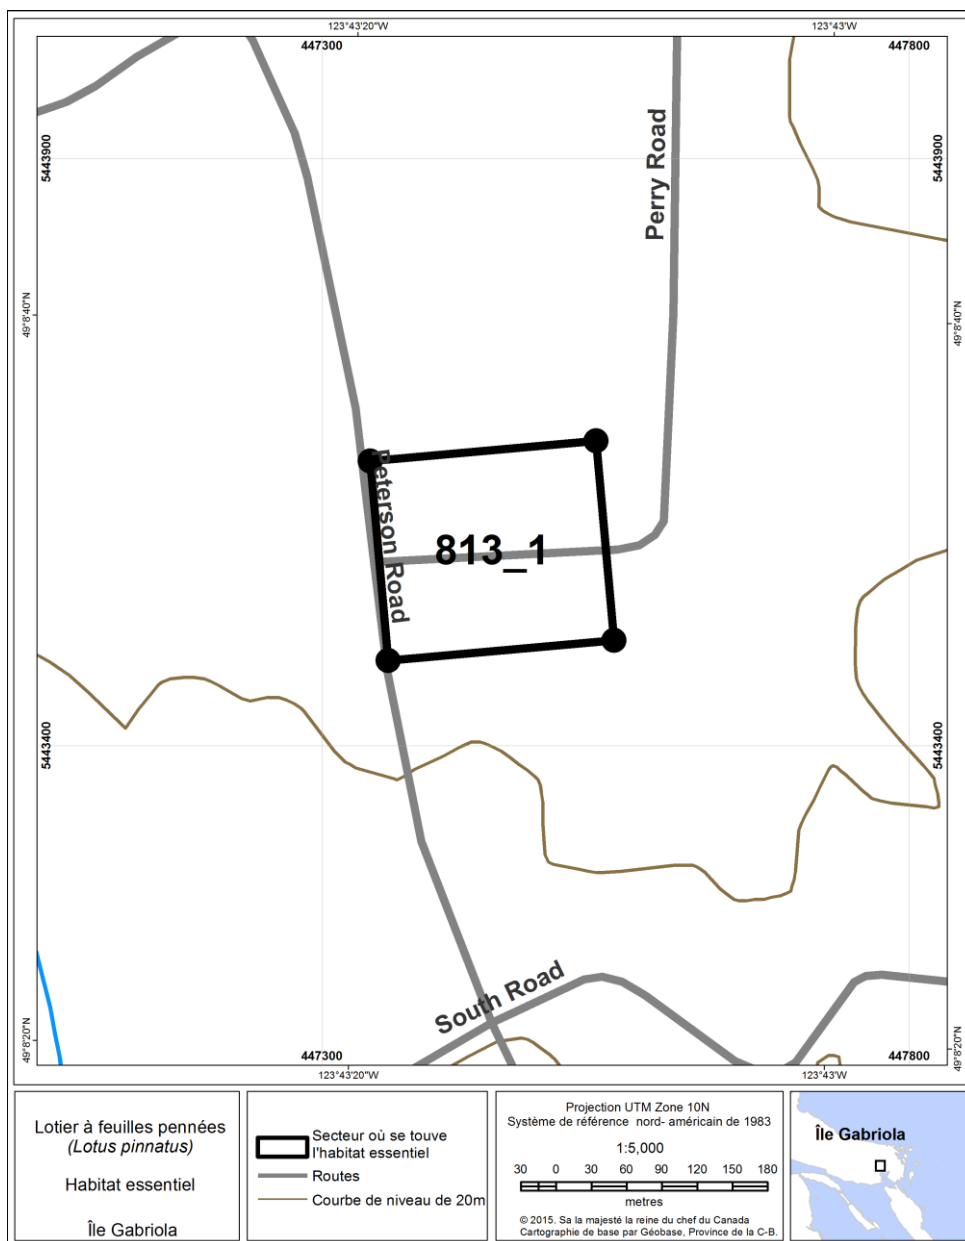 123°43'20"W 123°43'W
447300 447800
5443900 5443900
Perry Road
49°8'40"N 49°8'40"N
Peterson Road
813_1
5443400 5443400
South Road
49°8'20"N 49°8'20"N
447300 447800
123°43'20"W 123°43'W
Lotier à feuilles pennées
(Lotus pinnatus)
Habitat essentiel
Île Gabriola
Secteur où se touve
l'habitat essentiel
Routes
Courbe de niveau de 20m
Projection UTM Zone 10N
Système de référence nord- américain de 1983
1:5,000
30 0 30 60 90 120 150 180
metres
© 2015. Sa la majesté la reine du chef du Canada
Cartographie de base par Géobase, Province de la C-B.
Île Gabriola